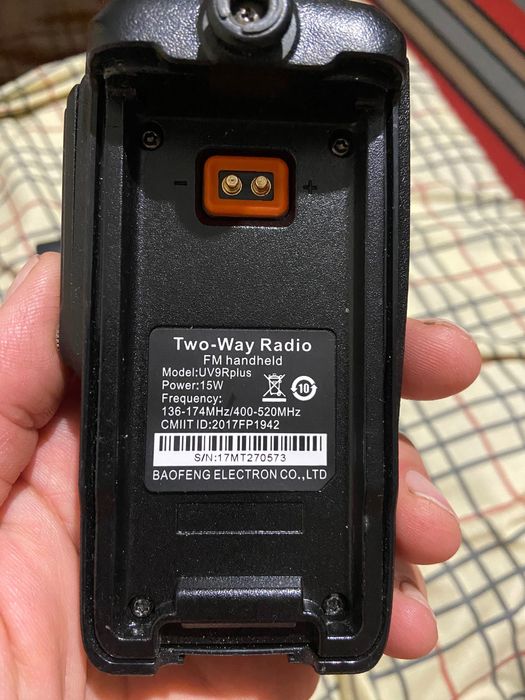 - +
Two-Way Radio
FM handheld
Model:UV9Rplus
Power:15W
Frequency:
136-174MHz/400-520MHz
CMIIT ID:2017FP1942
10
S/N:17MT270573
BAOFENG ELECTRON CO.,LTD